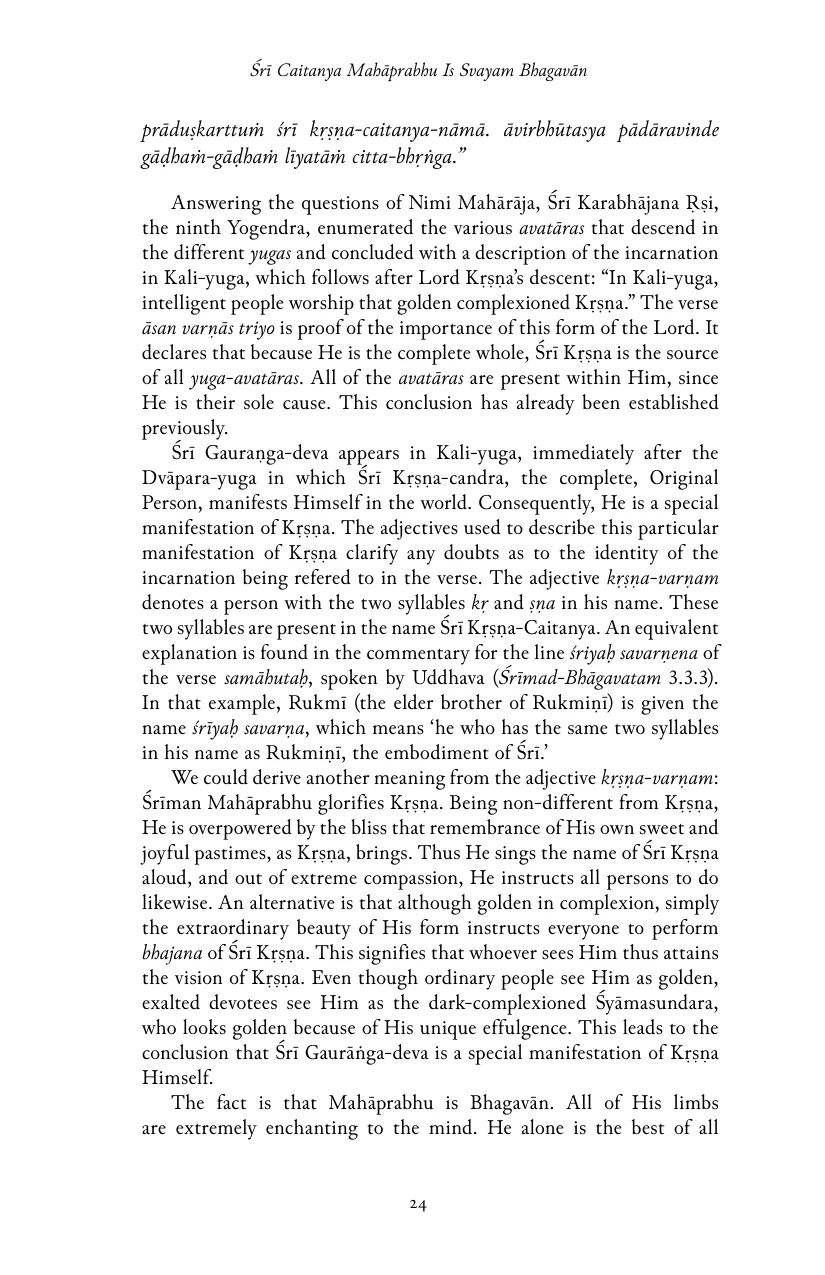 Śrī Caitanya Mahāprabhu Is Svayam Bhagavān
prāduṣkarttuṁ śrī kṛṣṇa-caitanya-nāmā. āvirbhūtasya pādāravinde
gāḍhaṁ-gāḍhaṁ līyatāṁ citta-bhṛṅga.”
Answering the questions of Nimi Mahārāja, Śrī Karabhājana Ṛṣi,
the ninth Yogendra, enumerated the various avatāras that descend in
the different yugas and concluded with a description of the incarnation
in Kali-yuga, which follows after Lord Kṛṣṇa’s descent: “In Kali-yuga,
intelligent people worship that golden complexioned Kṛṣṇa.” The verse
āsan varṇās triyo is proof of the importance of this form of the Lord. It
declares that because He is the complete whole, Śrī Kṛṣṇa is the source
of all yuga-avatāras. All of the avatāras are present within Him, since
He is their sole cause. This conclusion has already been established
previously.
Śrī Gauraṇga-deva appears in Kali-yuga, immediately after the
Dvāpara-yuga in which Śrī Kṛṣṇa-candra, the complete, Original
Person, manifests Himself in the world. Consequently, He is a special
manifestation of Kṛṣṇa. The adjectives used to describe this particular
manifestation of Kṛṣṇa clarify any doubts as to the identity of the
incarnation being refered to in the verse. The adjective kṛṣṇa-varṇam
denotes a person with the two syllables kṛ and ṣṇa in his name. These
two syllables are present in the name Śrī Kṛṣṇa-Caitanya. An equivalent
explanation is found in the commentary for the line śriyaḥ savarṇena of
the verse samāhutaḥ, spoken by Uddhava (Śrīmad-Bhāgavatam 3.3.3).
In that example, Rukmī (the elder brother of Rukmiṇī) is given the
name śrīyaḥ savarṇa, which means ‘he who has the same two syllables
in his name as Rukmiṇī, the embodiment of Śrī.’
We could derive another meaning from the adjective kṛṣṇa-varṇam:
Śrīman Mahāprabhu glorifies Kṛṣṇa. Being non-different from Kṛṣṇa,
He is overpowered by the bliss that remembrance of His own sweet and
joyful pastimes, as Kṛṣṇa, brings. Thus He sings the name of Śrī Kṛṣṇa
aloud, and out of extreme compassion, He instructs all persons to do
likewise. An alternative is that although golden in complexion, simply
the extraordinary beauty of His form instructs everyone to perform
bhajana of Śrī Kṛṣṇa. This signifies that whoever sees Him thus attains
the vision of Kṛṣṇa. Even though ordinary people see Him as golden,
exalted devotees see Him as the dark-complexioned Śyāmasundara,
who looks golden because of His unique effulgence. This leads to the
conclusion that Śrī Gaurāṅga-deva is a special manifestation of Kṛṣṇa
Himself.
The fact is that Mahāprabhu is Bhagavān. All of His limbs
are extremely enchanting to the mind. He alone is the best of all
24